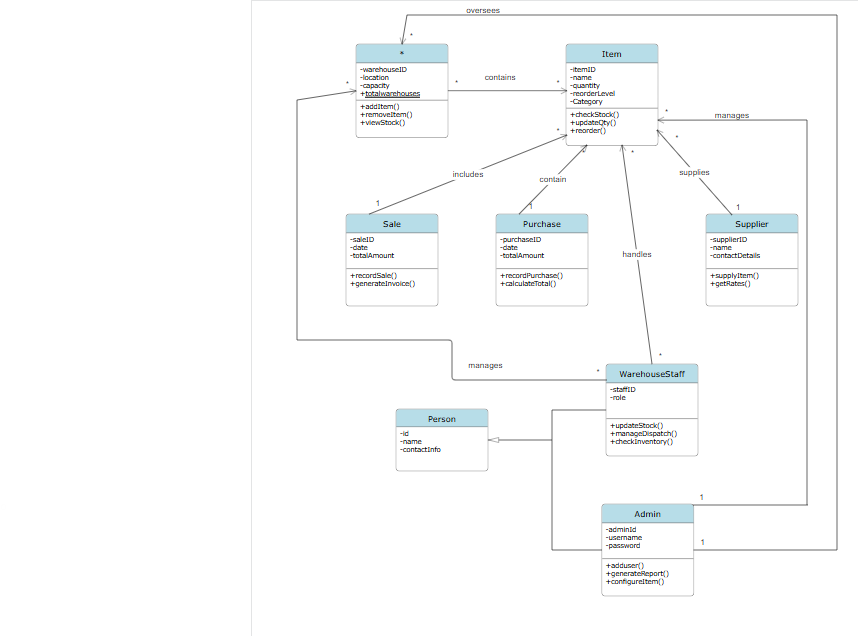 oversees
*
*
-warehouseID
-location
-capacity
+totalwarehouses
+addItem()
+removeItem()
+viewStock()
*
*
contains
*
Item
-itemID
-name
-quantity
-reorderLevel
-Category
+checkStock()
+updateQty()
+reorder()
*
manages
*
includes
1
*
contain
1
*
handles
*
*
supplies
1
Sale
-saleID
-date
-totalAmount
+recordSale()
+generateInvoice()
Purchase
-purchaseID
-date
-totalAmount
+recordPurchase()
+calculateTotal()
Supplier
-supplierID
-name
-contactDetails
+supplyItem()
+getRates()
manages
*
WarehouseStaff
-staffID
-role
+updateStock()
+manageDispatch()
+checkInventory()
Person
-id
-name
-contactInfo
1
Admin
-adminId
-username
-password
+adduser()
+generateReport()
+configureItem()
1